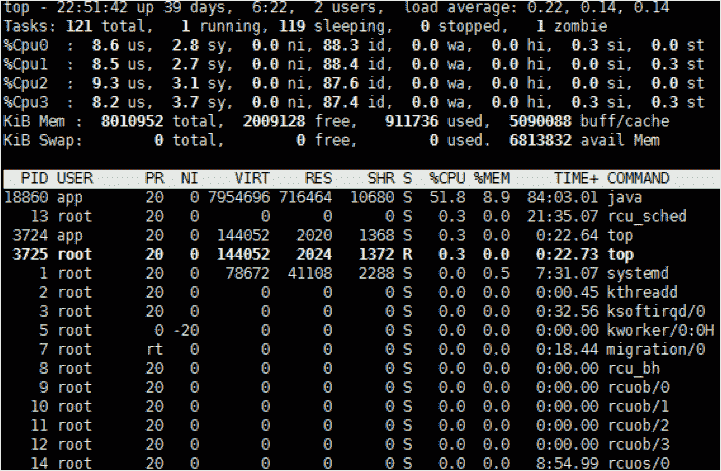 top - 22:51:42 up 39 days,  6:22,  2 users,  load average: 0.22, 0.14, 0.14
Tasks: 121 total,   1 running, 119 sleeping,   0 stopped,   1 zombie
%Cpu0  :  8.6 us,  2.8 sy,  0.0 ni, 88.3 id,  0.0 wa,  0.0 hi,  0.3 si,  0.0 st
%Cpu1  :  8.5 us,  2.7 sy,  0.0 ni, 88.4 id,  0.0 wa,  0.0 hi,  0.3 si,  0.3 st
%Cpu2  :  9.3 us,  3.1 sy,  0.0 ni, 87.6 id,  0.0 wa,  0.0 hi,  0.0 si,  0.0 st
%Cpu3  :  8.2 us,  3.7 sy,  0.0 ni, 87.4 id,  0.0 wa,  0.0 hi,  0.3 si,  0.3 st
KiB Mem :  8010952 total,  2009128 free,   911736 used,  5090088 buff/cache
KiB Swap:        0 total,        0 free,        0 used.  6813832 avail Mem
PID USER      PR  NI    VIRT    RES    SHR S  %CPU %MEM     TIME+ COMMAND
18860 app       20   0 7954696 716464  10680 S  51.8  8.9  84:03.01 java
13 root      20   0       0      0      0 S   0.3  0.0  21:35.07 rcu_sched
3724 app       20   0  144052   2020   1368 S   0.3  0.0   0:22.64 top
3725 root      20   0  144052   2024   1372 R   0.3  0.0   0:22.73 top
1 root      20   0   78672  41108   2288 S   0.0  0.5   7:31.07 systemd
2 root      20   0       0      0      0 S   0.0  0.0   0:00.45 kthreadd
3 root      20   0       0      0      0 S   0.0  0.0   0:32.56 ksoftirqd/0
5 root       0 -20       0      0      0 S   0.0  0.0   0:00.00 kworker/0:0H
7 root      rt   0       0      0      0 S   0.0  0.0   0:18.44 migration/0
8 root      20   0       0      0      0 S   0.0  0.0   0:00.00 rcu_bh
9 root      20   0       0      0      0 S   0.0  0.0   0:00.00 rcuob/0
10 root      20   0       0      0      0 S   0.0  0.0   0:00.00 rcuob/1
11 root      20   0       0      0      0 S   0.0  0.0   0:00.00 rcuob/2
12 root      20   0       0      0      0 S   0.0  0.0   0:00.00 rcuob/3
14 root      20   0       0      0      0 S   0.0  0.0   8:54.99 rcuos/0